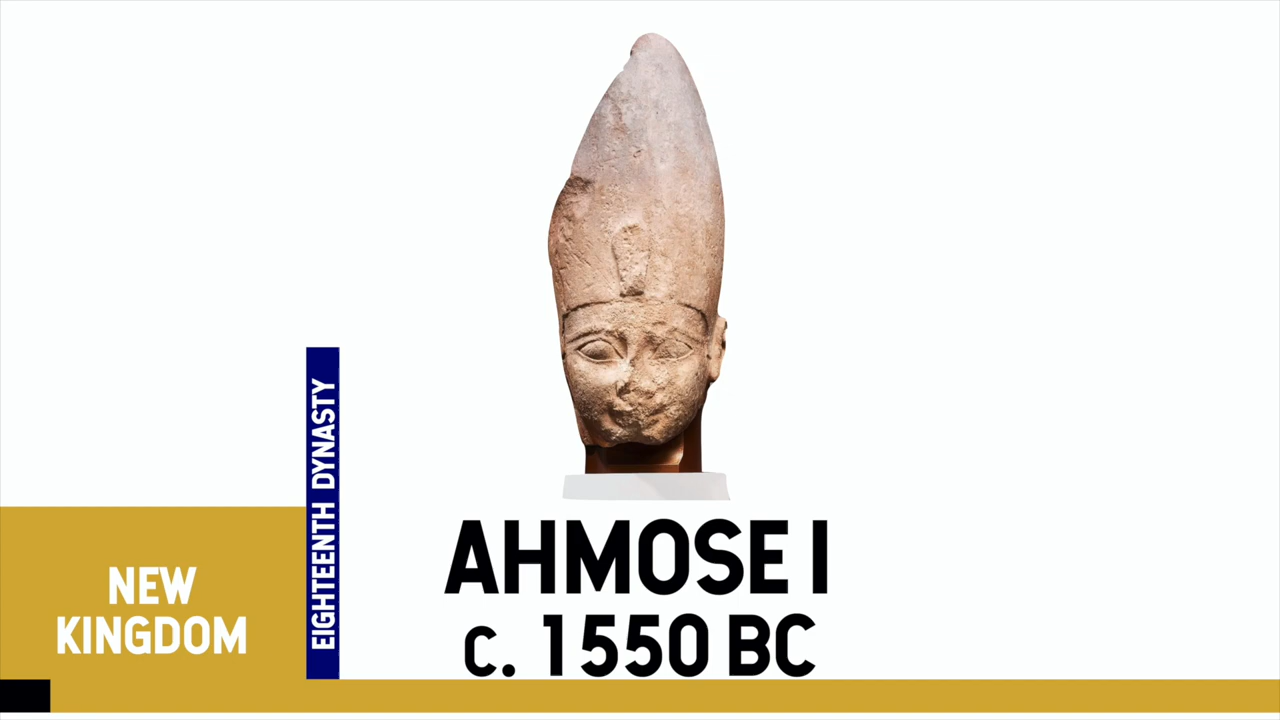 NEW
KINGDOM
EIGHTEENTH DYNASTY
AHMOSE I
c. 1550 BC